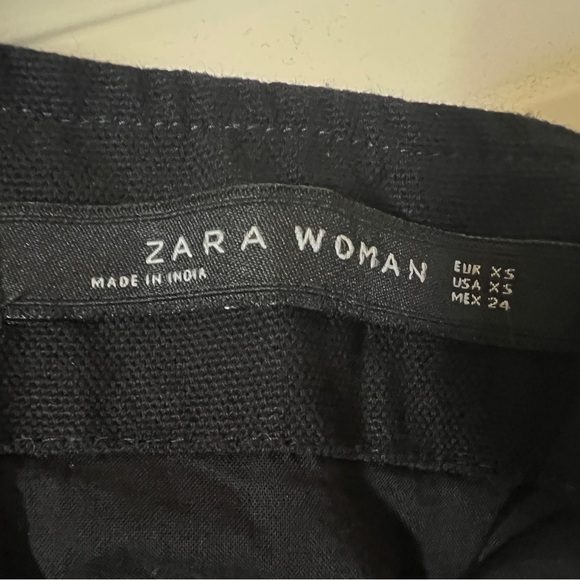 ZARA WOMAN
MADE IN INDIA
EUR XS
USA XS
MEX 24